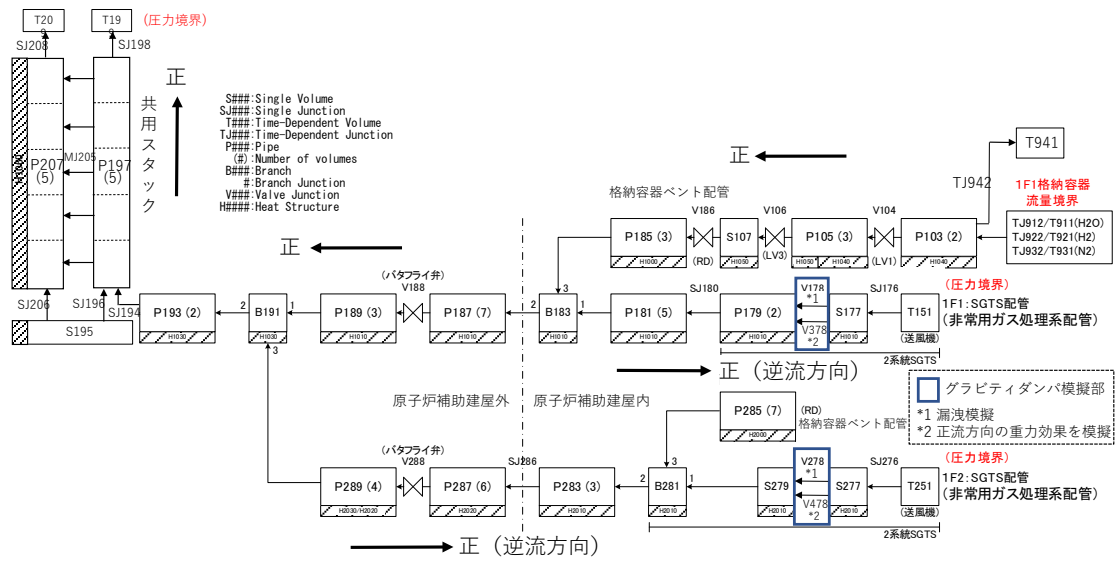 T20
9
T19
9
(圧力境界)
SJ208
SJ198
正
共用スタック
P207
(5)
MJ205
P197
(5)
SJ206
SJ196
SJ194
S195
S###:Single Volume
SJ###:Single Junction
T###:Time-Dependent Volume
TJ###:Time-Dependent Junction
P###:Pipe
(#):Number of volumes
B###:Branch
#:Branch Junction
V###:Valve Junction
H####:Heat Structure
正
T941
TJ942
1F1格納容器
流量境界
TJ912/T911(H2O)
TJ922/T921(H2)
TJ932/T931(N2)
格納容器ベント配管
V186
V106
V104
P185 (3)
S107
P105 (3)
P103 (2)
(RD)
(LV3)
(LV1)
H1000
H1050
H1050
H1040
H1040
正
(バタフライ弁)
V188
SJ180
V178
*1
SJ176
(圧力境界)
1F1:SGTS配管
(非常用ガス処理系配管)
P193 (2)
2
B191
1
P189 (3)
P187 (7)
2
B183
1
3
P181 (5)
P179 (2)
V378
*2
S177
T151
(送風機)
H1030
H1030
H1010
H1010
H1010
H1010
H1010
H1010
3
2系統SGTS
正（逆流方向）
グラビティダンパ模擬部
*1 漏洩模擬
*2 正流方向の重力効果を模擬
原子炉補助建屋外
原子炉補助建屋内
P285 (7)
H2000
(RD)
格納容器ベント配管
(バタフライ弁)
V288
SJ286
3
V278
*1
SJ276
(圧力境界)
1F2:SGTS配管
(非常用ガス処理系配管)
P289 (4)
P287 (6)
P283 (3)
2
B281
1
S279
V478
*2
S277
T251
(送風機)
H2030/H2020
H2020
H2010
H2010
H2010
H2010
2系統SGTS
正（逆流方向）